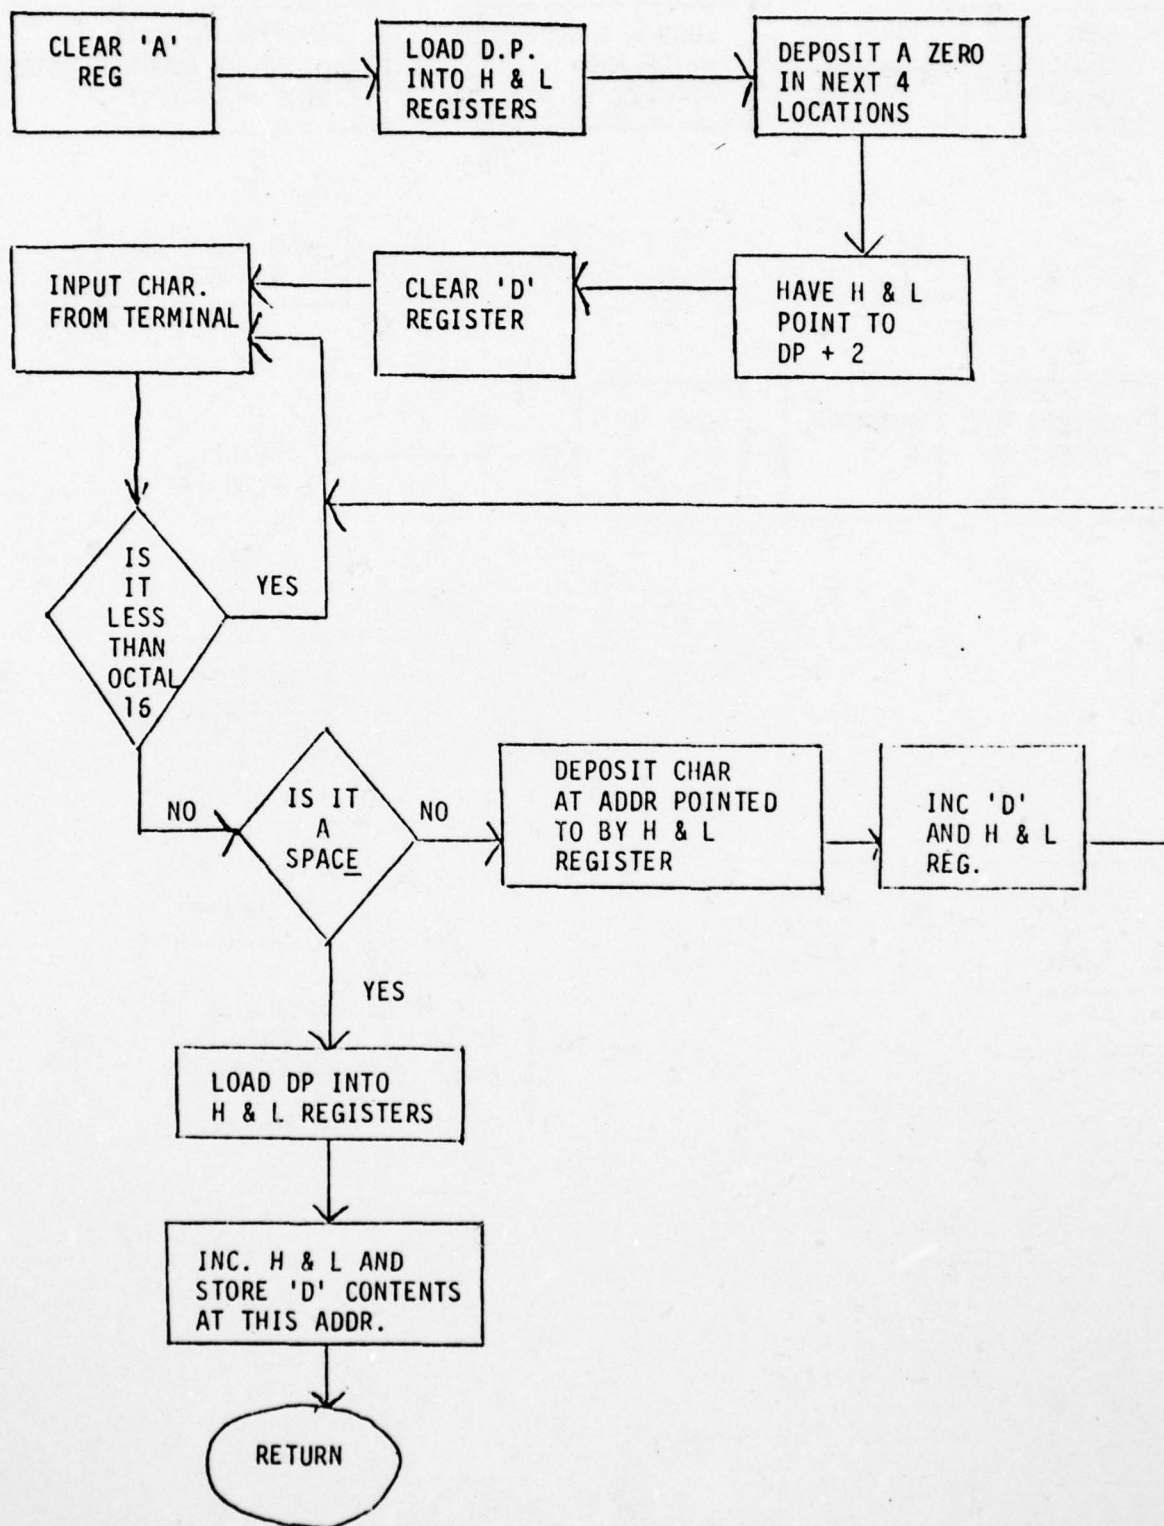 CLEAR 'A'
REG
LOAD D.P.
INTO H & L
REGISTERS
DEPOSIT A ZERO
IN NEXT 4
LOCATIONS
HAVE H & L
POINT TO
DP + 2
CLEAR 'D'
REGISTER
INPUT CHAR.
FROM TERMINAL
IS
IT
LESS
THAN
OCTAL
16
YES
NO
IS IT
A
SPACE
NO
DEPOSIT CHAR
AT ADDR POINTED
TO BY H & L
REGISTER
INC 'D'
AND H & L
REG.
YES
LOAD DP INTO
H & L REGISTERS
INC. H & L AND
STORE 'D' CONTENTS
AT THIS ADDR.
RETURN